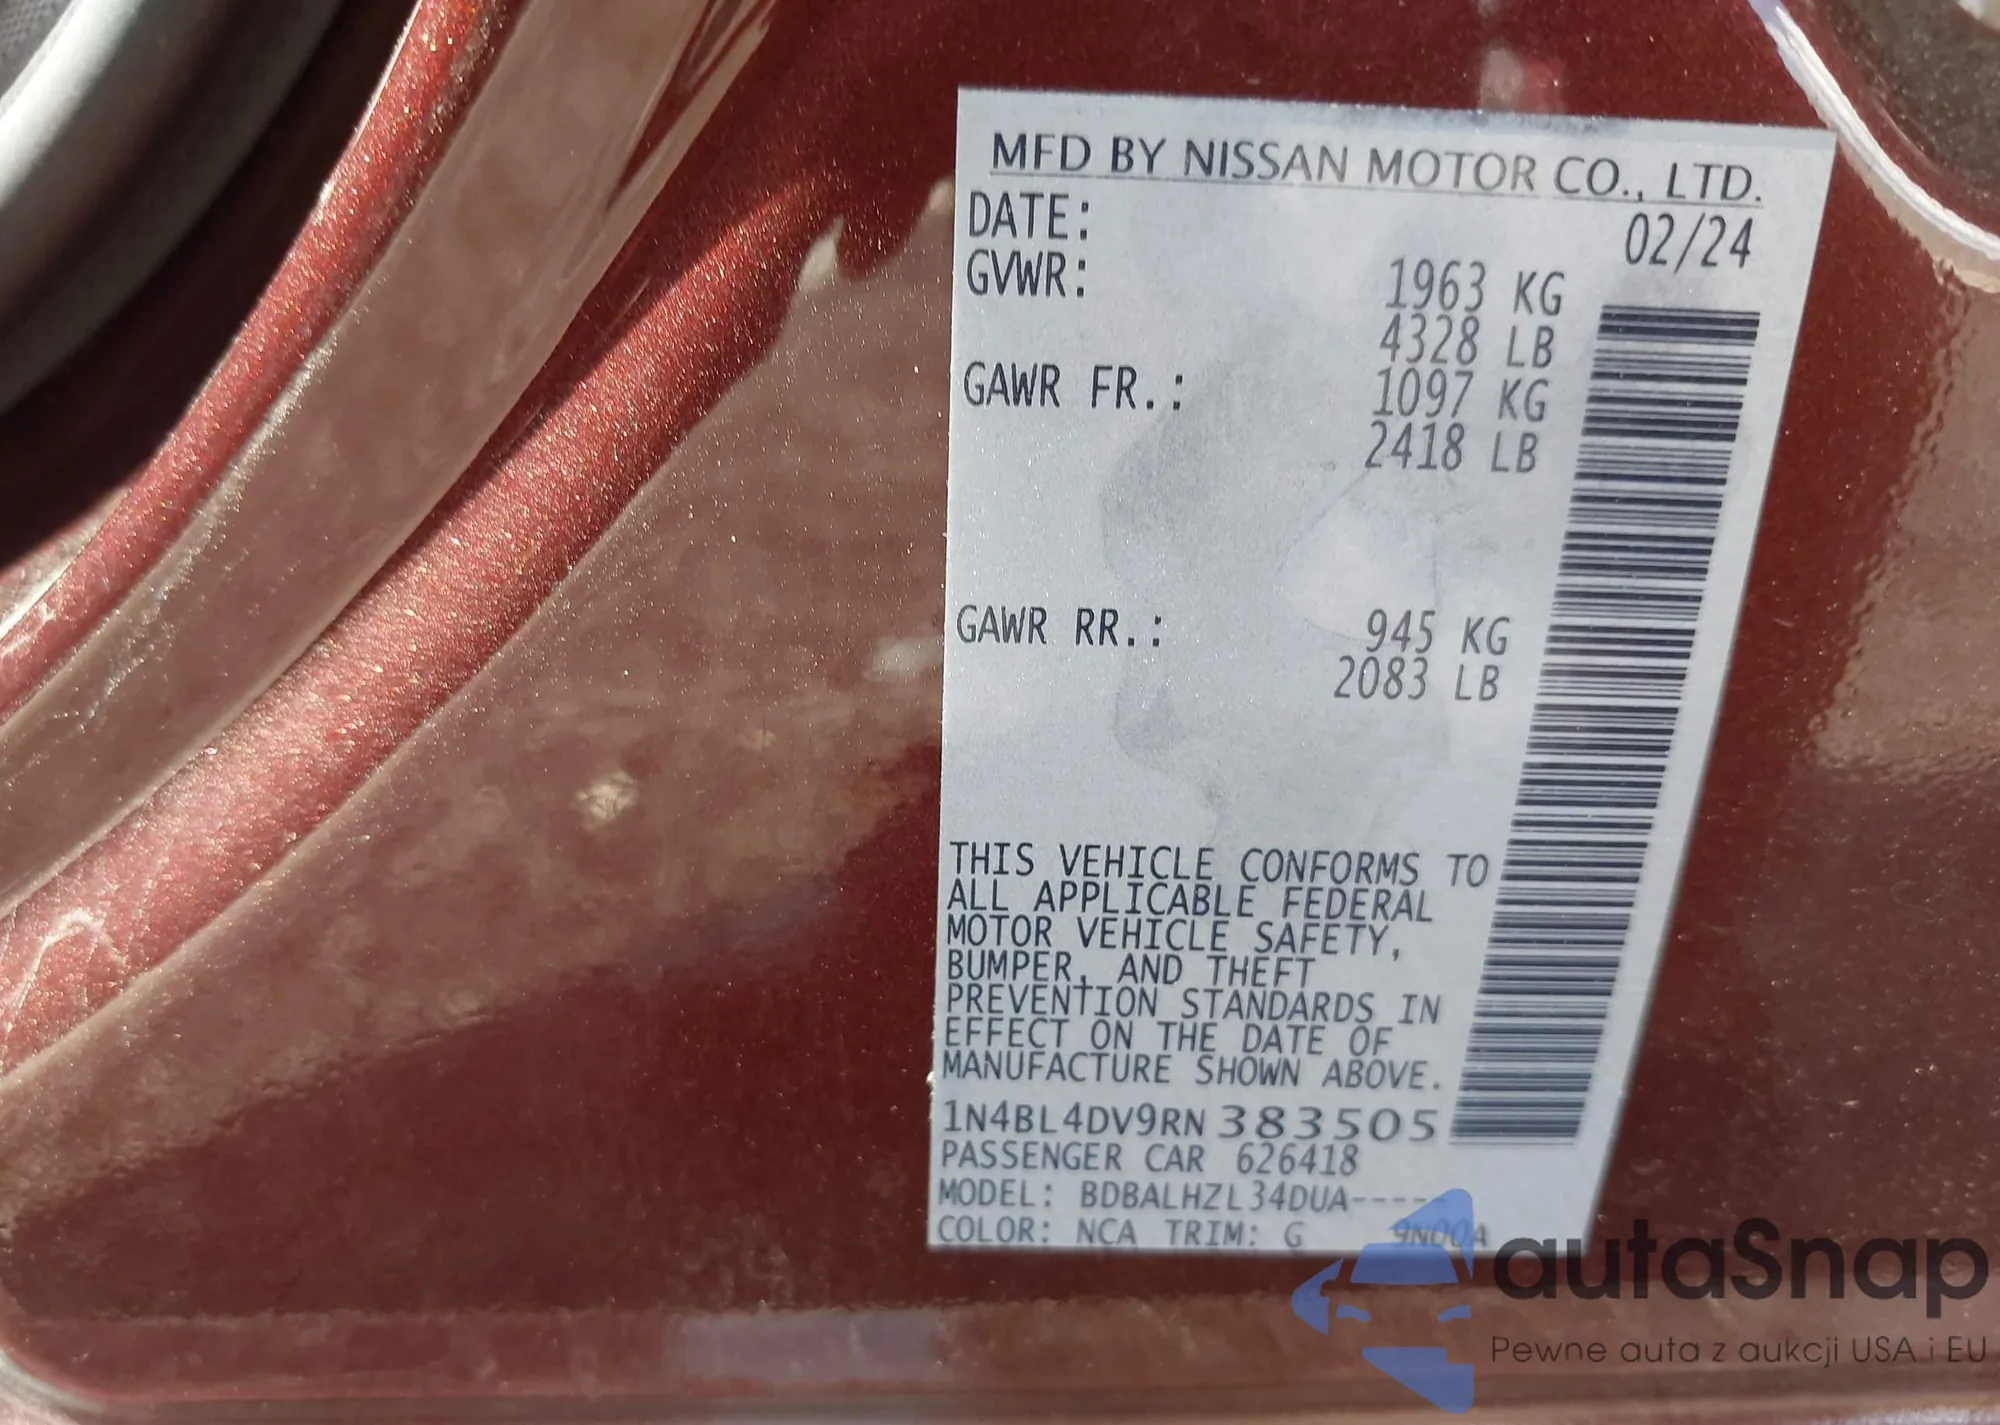 MFD BY NISSAN MOTOR CO., LTD.
DATE: 02/24
GVWR: 1963 KG
4328 LB
GAWR FR.: 1097 KG
2418 LB
GAWR RR.: 945 KG
2083 LB
THIS VEHICLE CONFORMS TO
ALL APPLICABLE FEDERAL
MOTOR VEHICLE SAFETY,
BUMPER, AND THEFT
PREVENTION STANDARDS IN
EFFECT ON THE DATE OF
MANUFACTURE SHOWN ABOVE.
1N4BL4DV9RN383505
PASSENGER CAR 626418
MODEL: BDBALHZL34DUA-----
COLOR: NCA TRIM: G 9N00A
autaSnap
Pewne auta z aukcji USA i EU